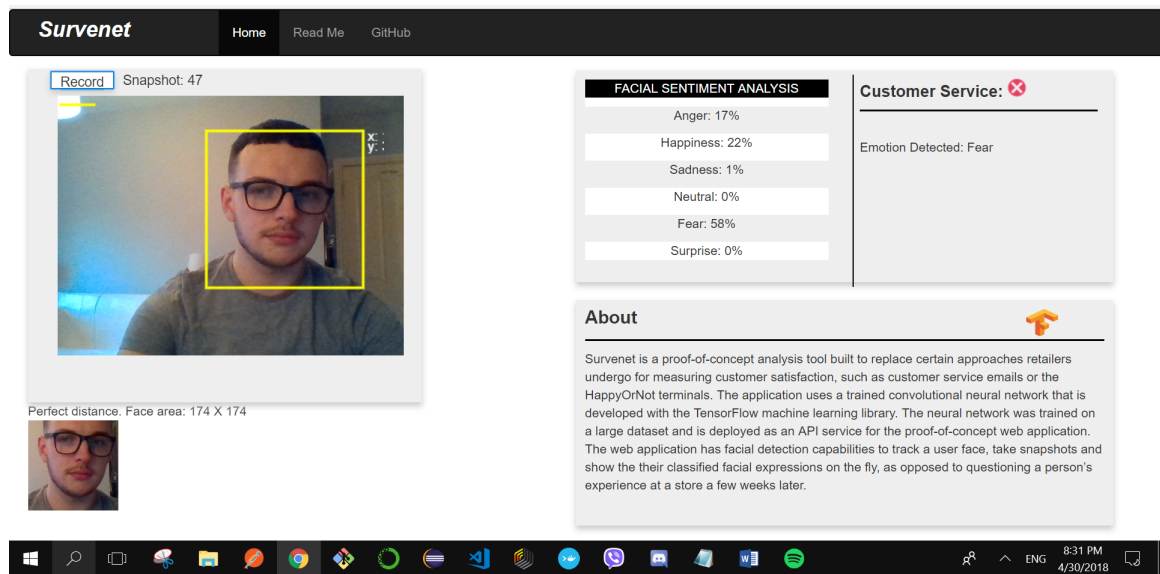 Survenet
Home
Read Me
GitHub
Record
Snapshot: 47
x: :
y: :
Perfect distance. Face area: 174 X 174
FACIAL SENTIMENT ANALYSIS
Anger: 17%
Happiness: 22%
Sadness: 1%
Neutral: 0%
Fear: 58%
Surprise: 0%
Customer Service:
Emotion Detected: Fear
About
Survenet is a proof-of-concept analysis tool built to replace certain approaches retailers
undergo for measuring customer satisfaction, such as customer service emails or the
HappyOrNot terminals. The application uses a trained convolutional neural network that is
developed with the TensorFlow machine learning library. The neural network was trained on
a large dataset and is deployed as an API service for the proof-of-concept web application.
The web application has facial detection capabilities to track a user face, take snapshots and
show the their classified facial expressions on the fly, as opposed to questioning a person's
experience at a store a few weeks later.
ENG
8:31 PM
4/30/2018